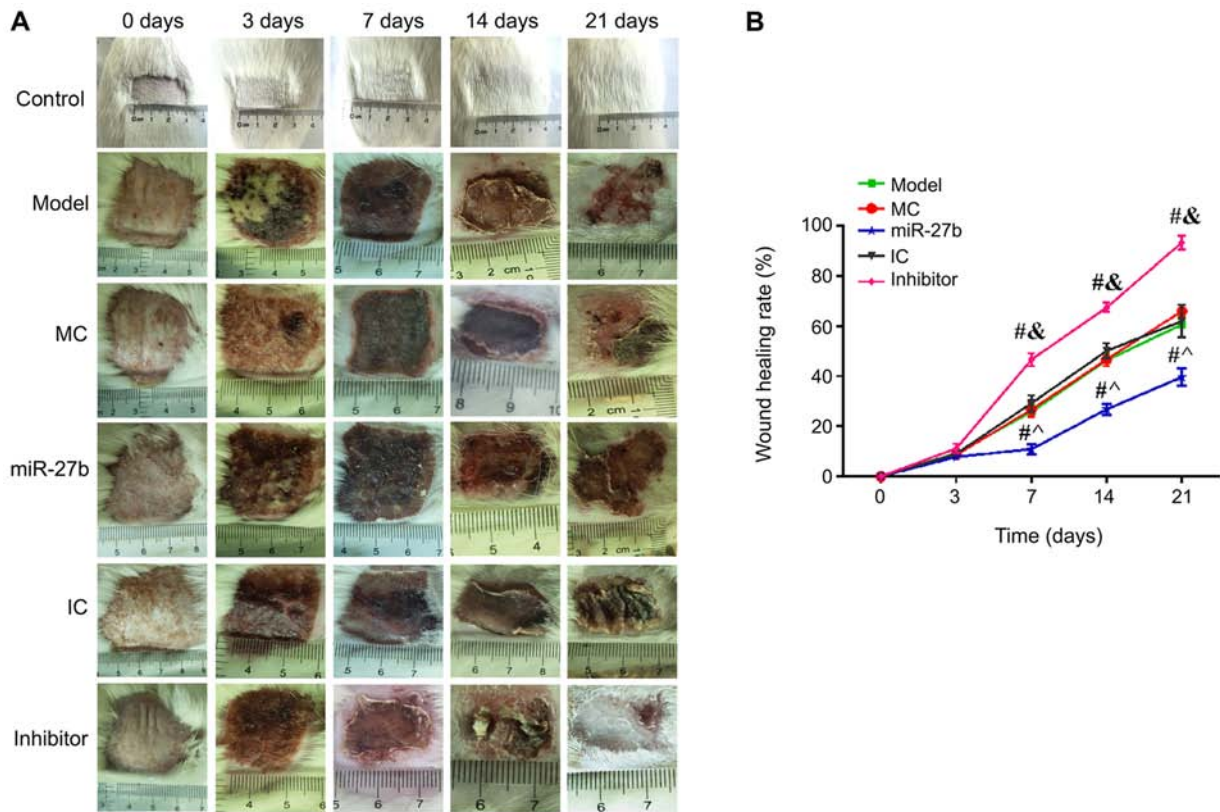 A
0 days 3 days 7 days 14 days 21 days
Control
Model
MC
miR-27b
IC
Inhibitor
B
Model
MC
miR-27b
IC
Inhibitor
Wound healing rate (%)
100
80
60
40
20
0
#&
#&
#&
#^
#^
#^
0 3 7 14 21
Time (days)